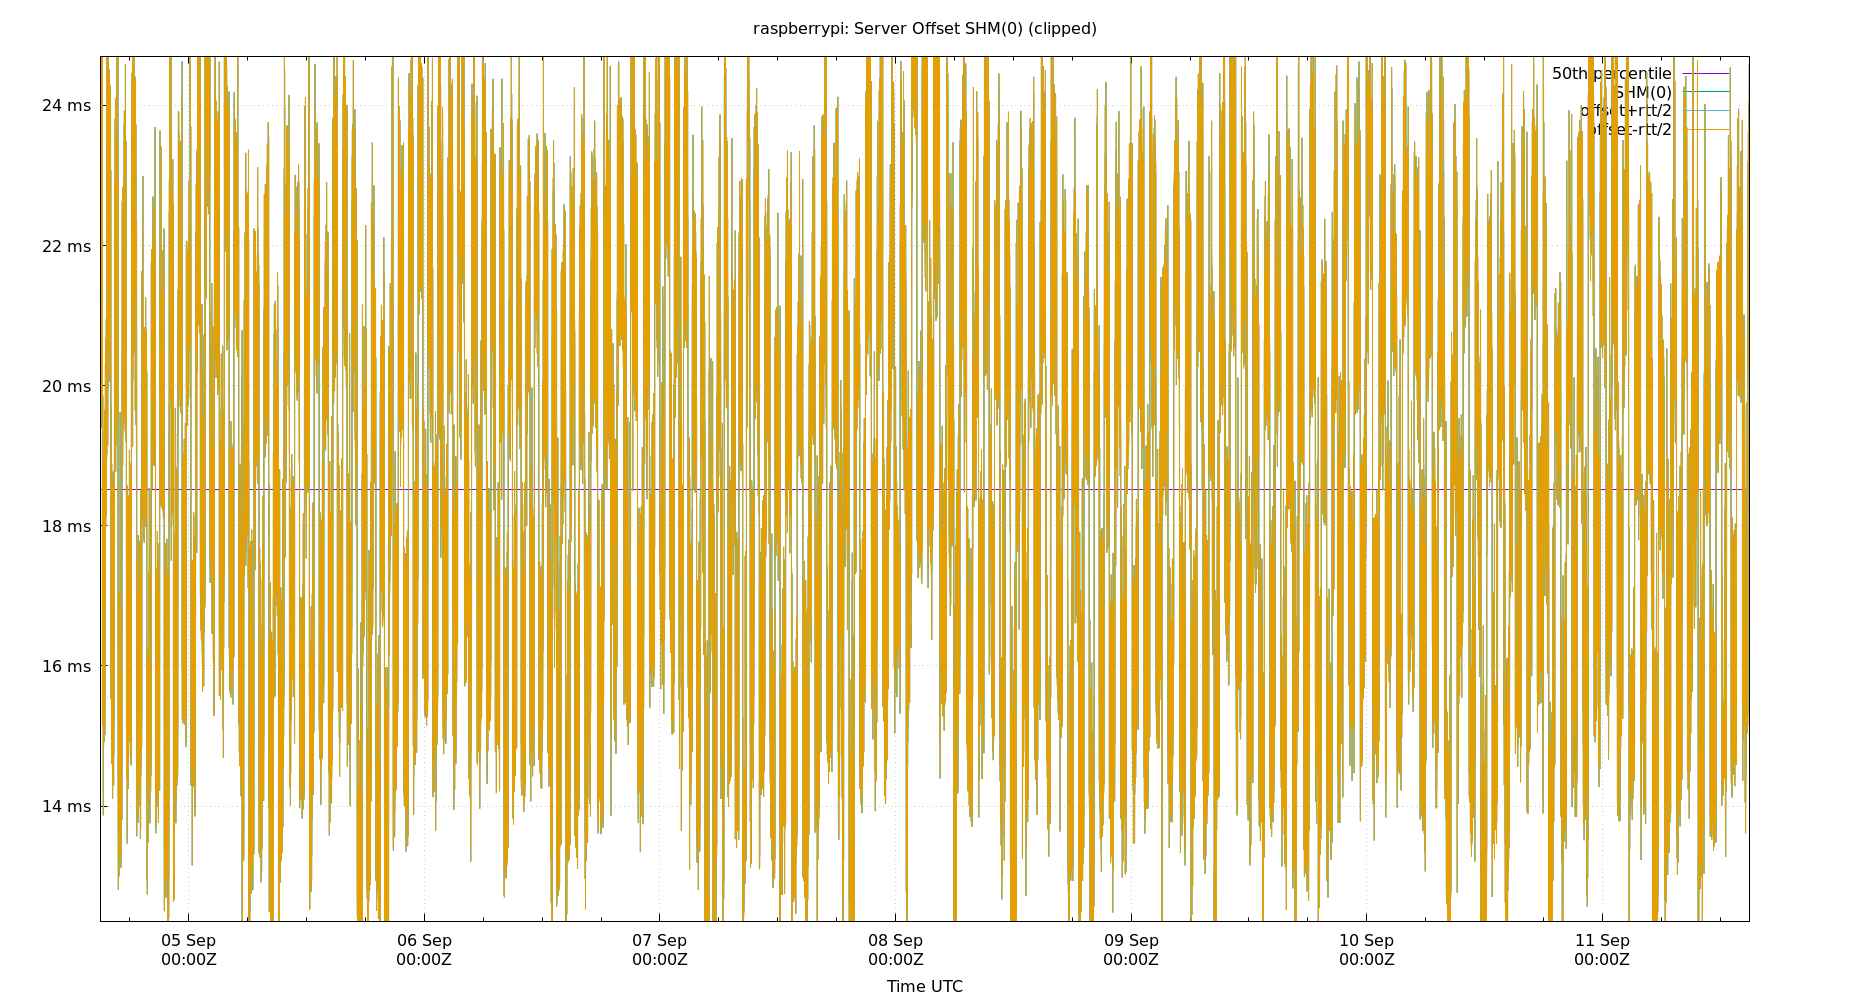 raspberrypi: Server Offset SHM(0) (clipped)
50th percentile
SHM(0)
offset+rtt/2
offset-rtt/2
24 ms
22 ms
20 ms
18 ms
16 ms
14 ms
05 Sep
00:00Z
06 Sep
00:00Z
07 Sep
00:00Z
08 Sep
00:00Z
09 Sep
00:00Z
10 Sep
00:00Z
11 Sep
00:00Z
Time UTC